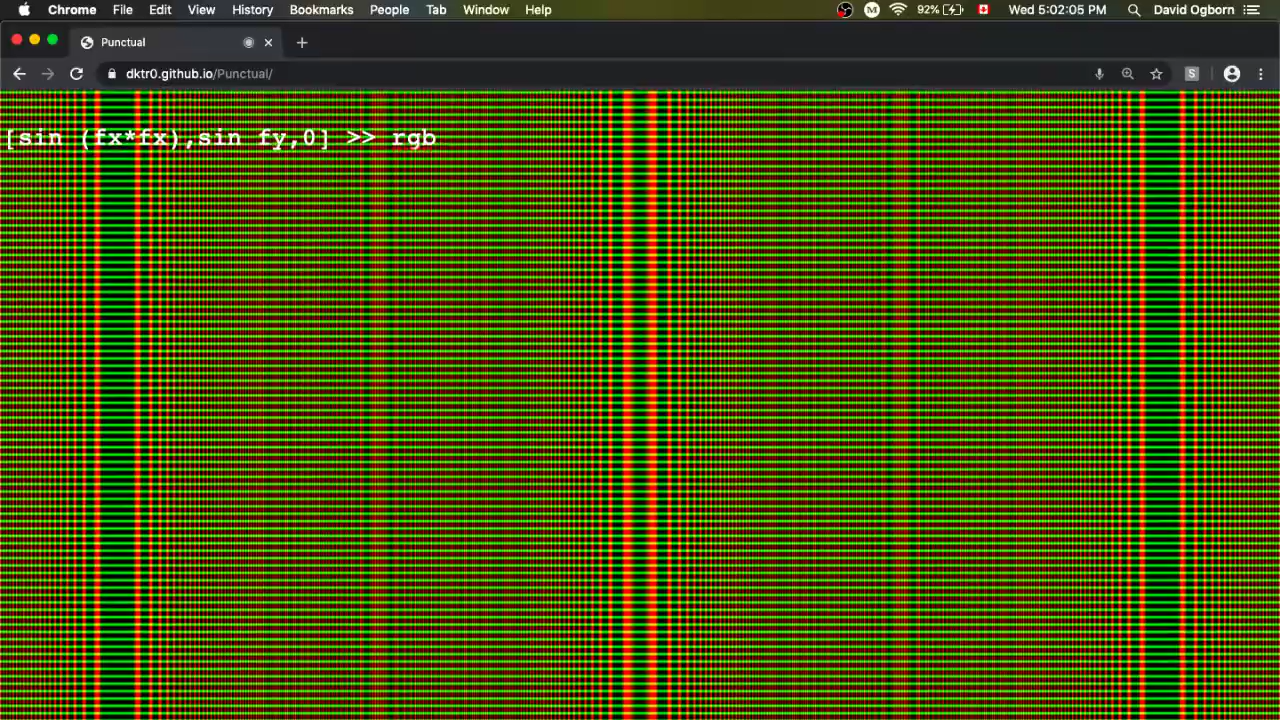 Chrome File Edit View History Bookmarks People Tab Window Help M 92% Wed 5:02:05 PM David Ogborn
Punctual
dktr0.github.io/Punctual/ S
[sin (fx*fx),sin fy,0] >> rgb